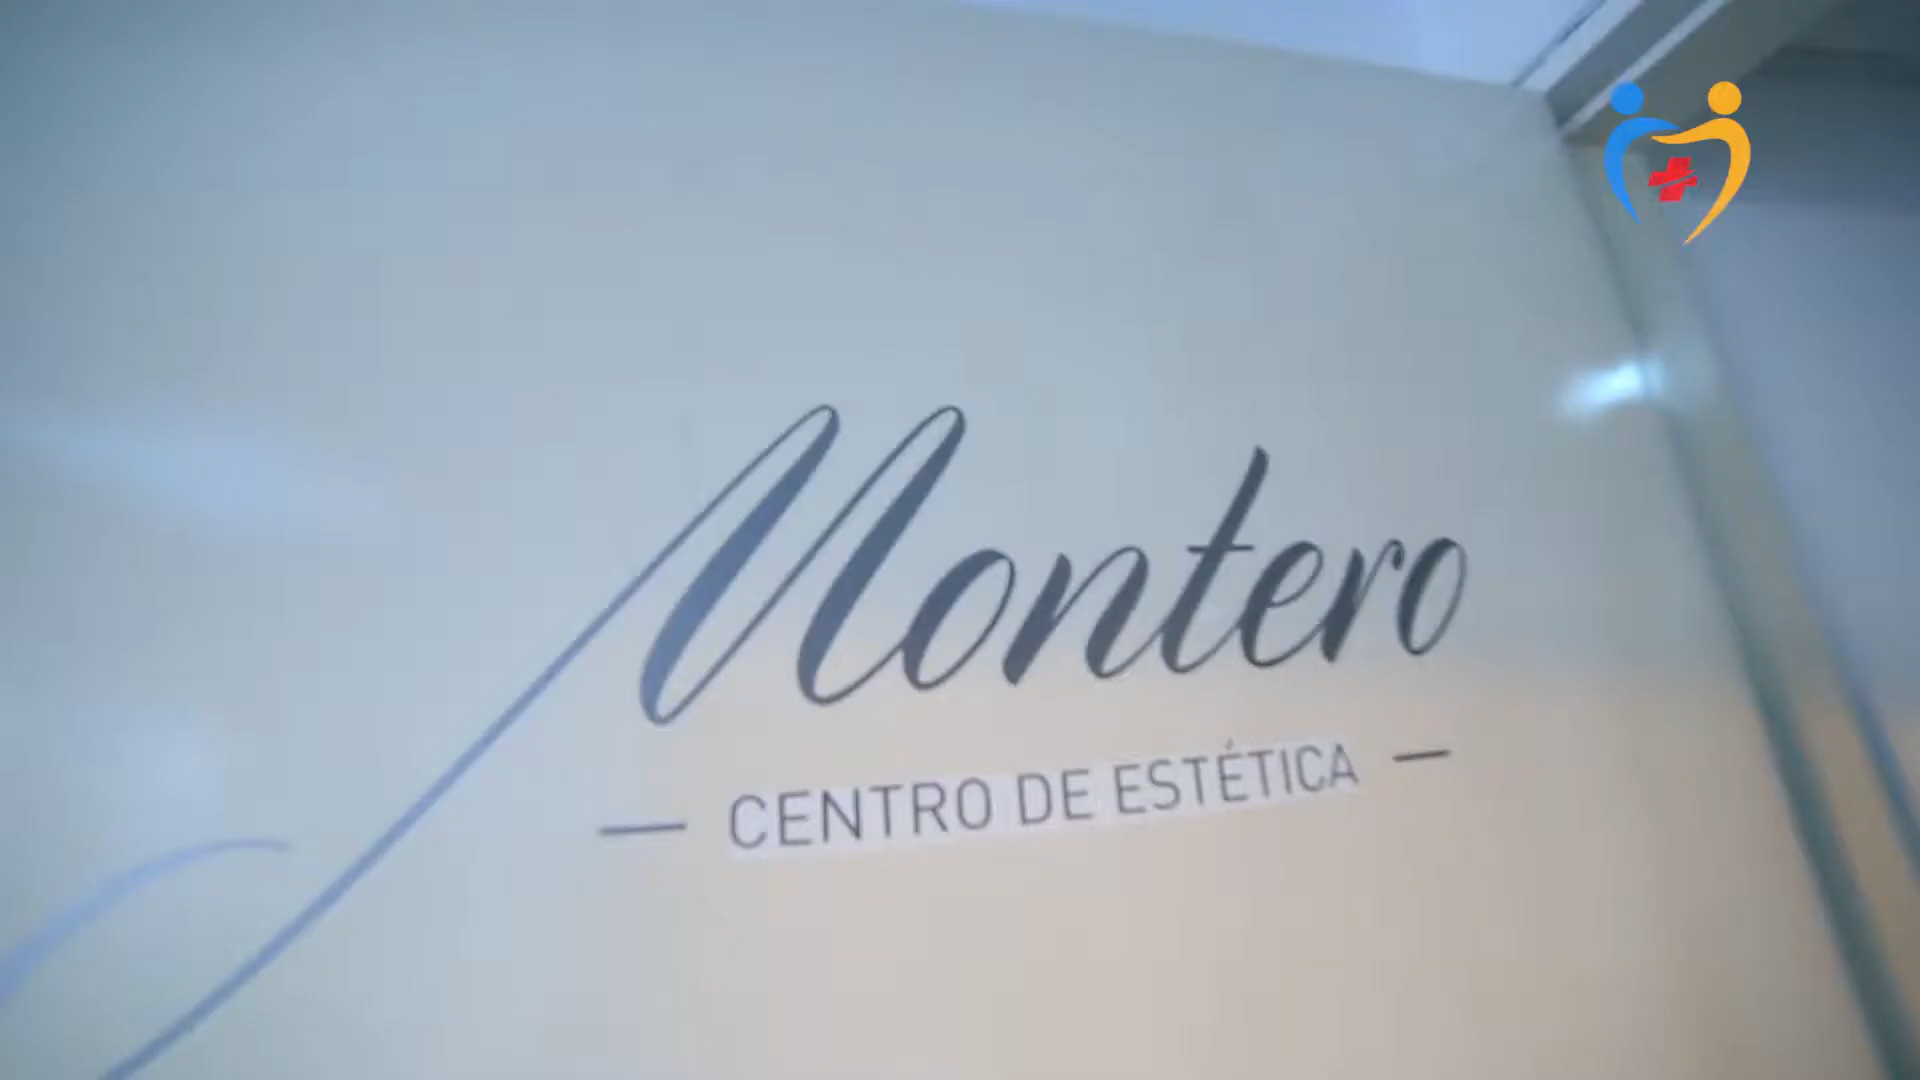 Montero
— CENTRO DE ESTÉTICA —